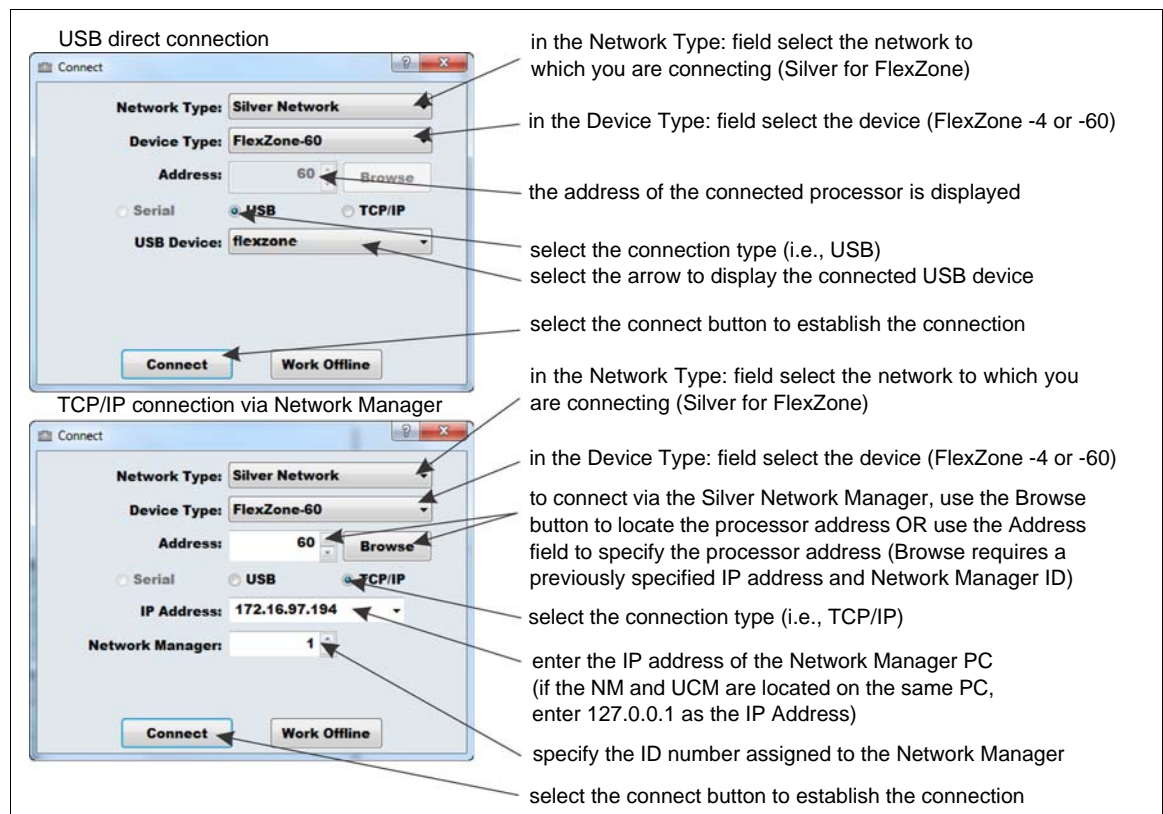 USB direct connection
Connect
Network Type: Silver Network
Device Type: FlexZone-60
Address: 60 Browse
Serial USB TCP/IP
USB Device: flexzone
Connect Work Offline
in the Network Type: field select the network to
which you are connecting (Silver for FlexZone)
in the Device Type: field select the device (FlexZone -4 or -60)
the address of the connected processor is displayed
select the connection type (i.e., USB)
select the arrow to display the connected USB device
select the connect button to establish the connection
TCP/IP connection via Network Manager
Connect
Network Type: Silver Network
Device Type: FlexZone-60
Address: 60 Browse
Serial USB TCP/IP
IP Address: 172.16.97.194
Network Manager: 1
Connect Work Offline
in the Network Type: field select the network to which you
are connecting (Silver for FlexZone)
in the Device Type: field select the device (FlexZone -4 or -60)
to connect via the Silver Network Manager, use the Browse
button to locate the processor address OR use the Address
field to specify the processor address (Browse requires a
previously specified IP address and Network Manager ID)
select the connection type (i.e., TCP/IP)
enter the IP address of the Network Manager PC
(if the NM and UCM are located on the same PC,
enter 127.0.0.1 as the IP Address)
specify the ID number assigned to the Network Manager
select the connect button to establish the connection